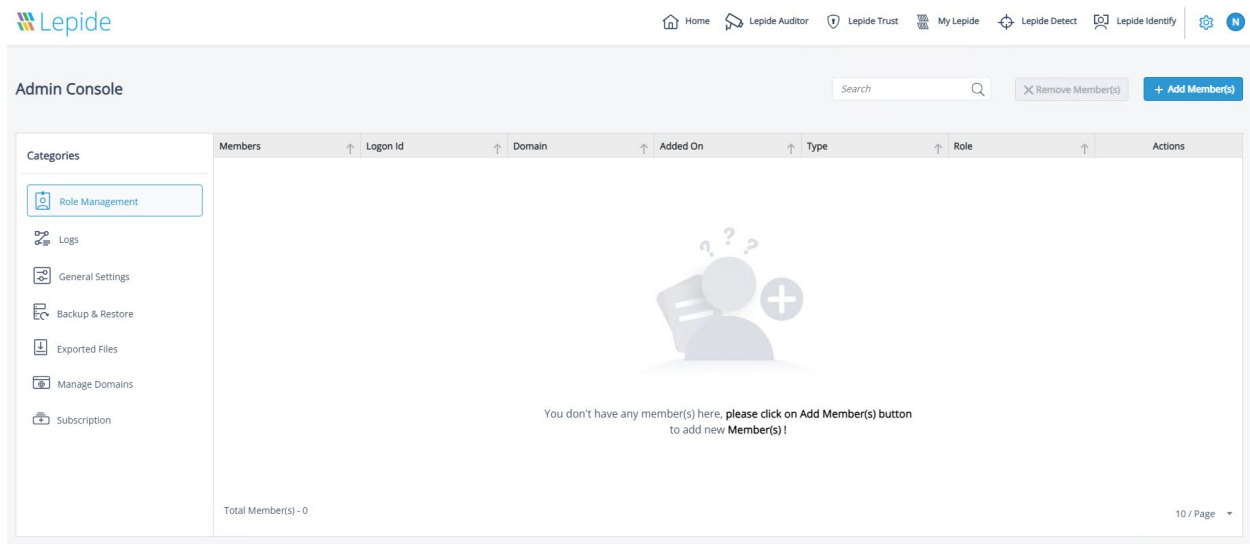 Lepide
Home Lepide Auditor Lepide Trust My Lepide Lepide Detect Lepide Identify N
Admin Console
Search
Remove Member(s)
+ Add Member(s)
Categories
Role Management
Logs
General Settings
Backup & Restore
Exported Files
Manage Domains
Subscription
Members Logon Id Domain Added On Type Role Actions
? ? ?
You don't have any member(s) here, please click on Add Member(s) button
to add new Member(s) !
Total Member(s) - 0
10 / Page